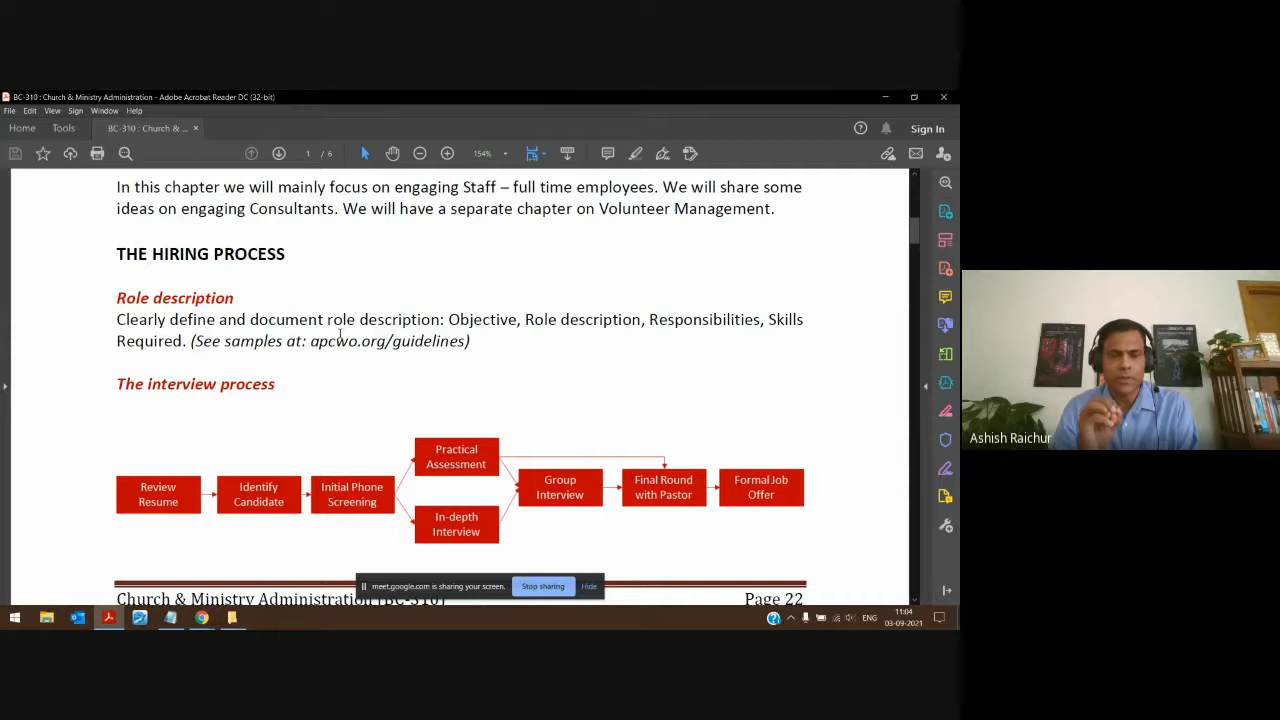 BC-310 : Church & Ministry Administration - Adobe Acrobat Reader DC (32-bit)
File Edit View Sign Window Help
Home Tools BC-310 : Church & ... × Sign In
1 / 6 154%
In this chapter we will mainly focus on engaging Staff – full time employees. We will share some
ideas on engaging Consultants. We will have a separate chapter on Volunteer Management.
THE HIRING PROCESS
Role description
Clearly define and document role description: Objective, Role description, Responsibilities, Skills
Required. (See samples at: apcwo.org/guidelines)
The interview process
Review
Resume
Identify
Candidate
Initial Phone
Screening
Practical
Assessment
In-depth
Interview
Group
Interview
Final Round
with Pastor
Formal Job
Offer
meet.google.com is sharing your screen. Stop sharing Hide
Church & Ministry Administration (BC-310) Page 22
ENG
11:04
03-09-2021
Ashish Raichur